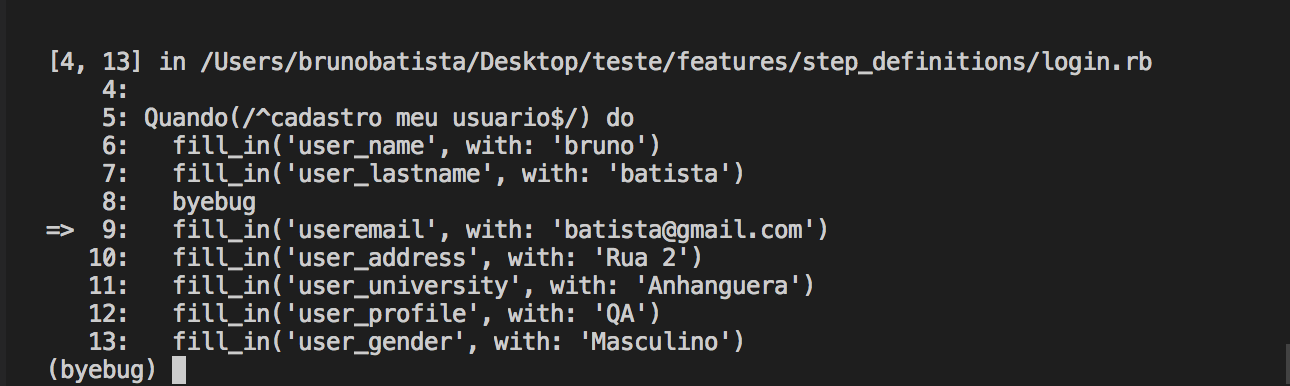 [4, 13] in /Users/brunobatista/Desktop/teste/features/step_definitions/login.rb
    4:
    5: Quando(/^cadastro meu usuario$/) do
    6:   fill_in('user_name', with: 'bruno')
    7:   fill_in('user_lastname', with: 'batista')
    8:   byebug
=>  9:   fill_in('useremail', with: 'batista@gmail.com')
   10:   fill_in('user_address', with: 'Rua 2')
   11:   fill_in('user_university', with: 'Anhanguera')
   12:   fill_in('user_profile', with: 'QA')
   13:   fill_in('user_gender', with: 'Masculino')
(byebug)